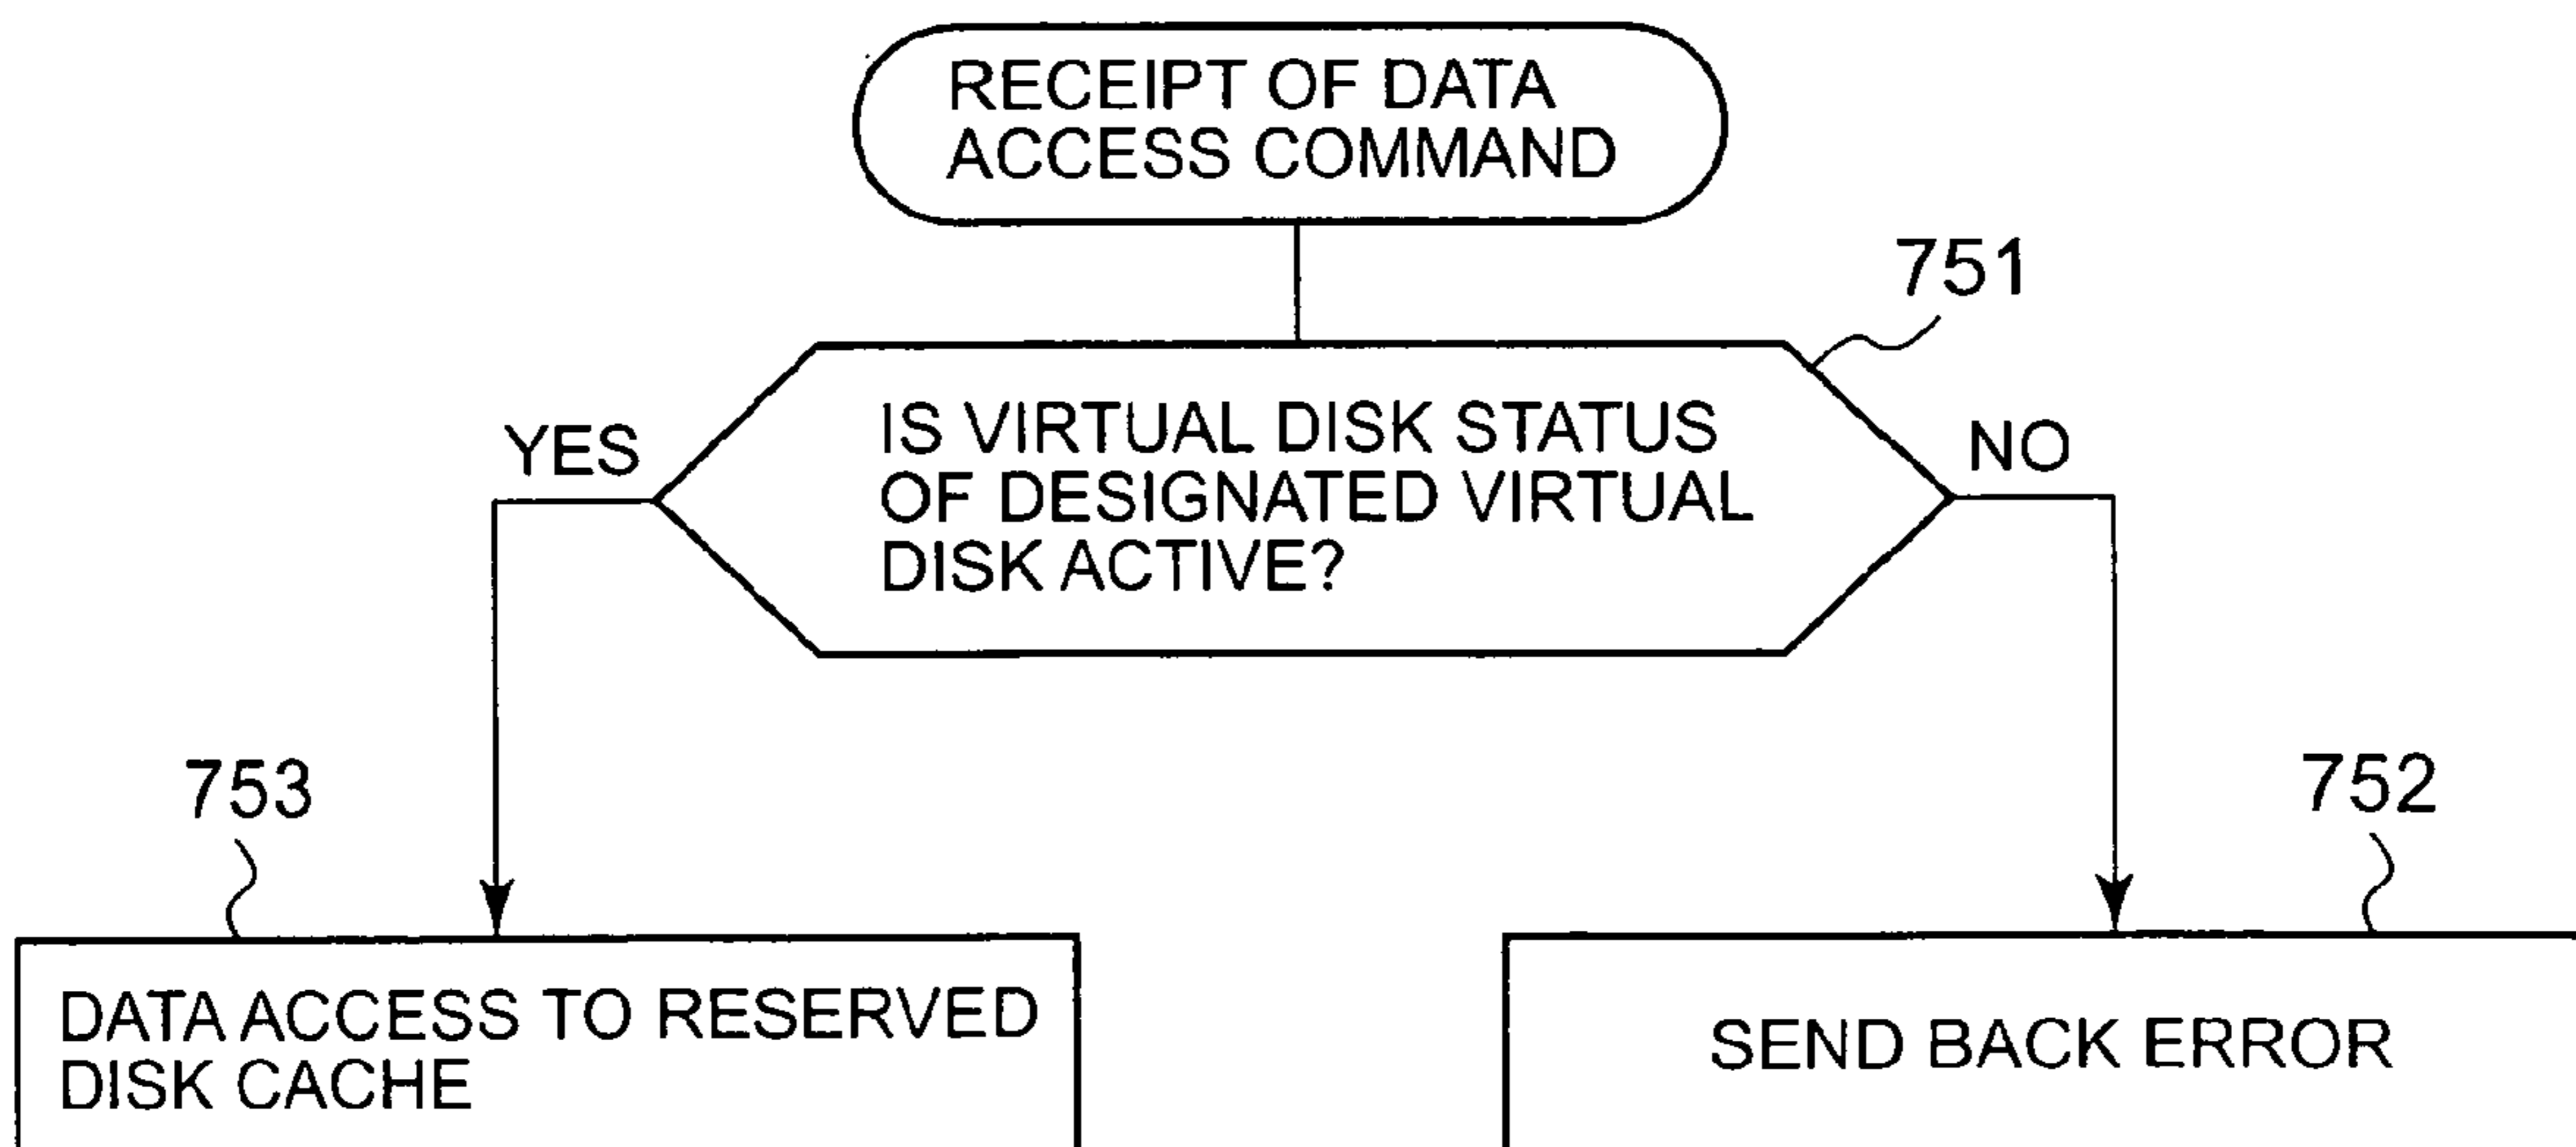 RECEIPT OF DATA
ACCESS COMMAND
751
IS VIRTUAL DISK STATUS
OF DESIGNATED VIRTUAL
DISK ACTIVE?
YES
NO
753
752
DATA ACCESS TO RESERVED
DISK CACHE
SEND BACK ERROR